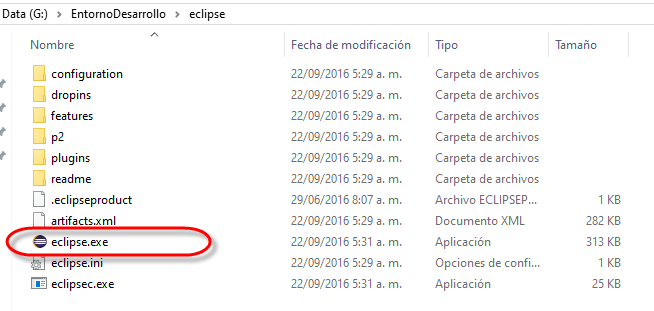 Data (G:) > EntornoDesarrollo > eclipse
Nombre Fecha de modificación Tipo Tamaño
configuration 22/09/2016 5:29 a. m. Carpeta de archivos
dropins 22/09/2016 5:29 a. m. Carpeta de archivos
features 22/09/2016 5:29 a. m. Carpeta de archivos
p2 22/09/2016 5:29 a. m. Carpeta de archivos
plugins 22/09/2016 5:29 a. m. Carpeta de archivos
readme 22/09/2016 5:29 a. m. Carpeta de archivos
.eclipseproduct 29/06/2016 8:07 a. m. Archivo ECLIPSEP... 1 KB
artifacts.xml 22/09/2016 5:29 a. m. Documento XML 282 KB
eclipse.exe 22/09/2016 5:31 a. m. Aplicación 313 KB
eclipse.ini 22/09/2016 5:29 a. m. Opciones de confi... 1 KB
eclipsec.exe 22/09/2016 5:31 a. m. Aplicación 25 KB